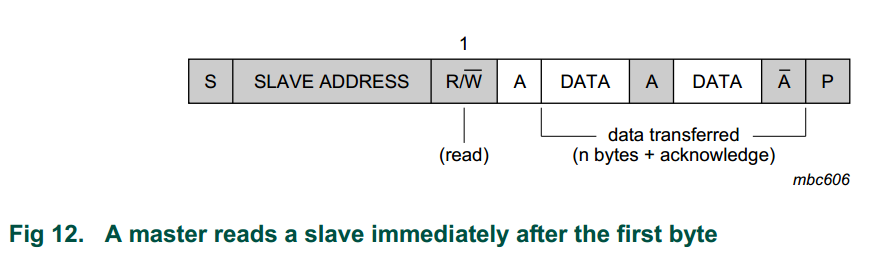 1
S SLAVE ADDRESS R/W̅ A DATA A DATA A̅ P
(read)
data transferred
(n bytes + acknowledge)
mbc606
Fig 12. A master reads a slave immediately after the first byte